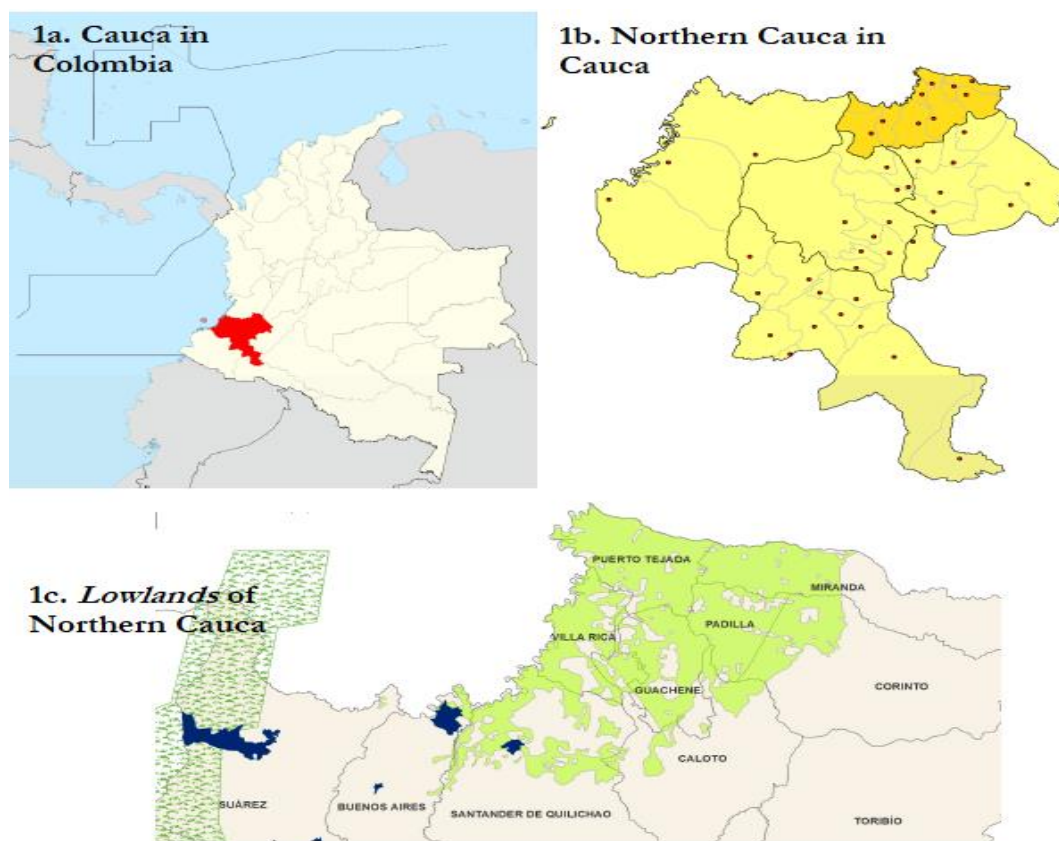 1a. Cauca in
Colombia
1b. Northern Cauca in
Cauca
1c. Lowlands of
Northern Cauca
PUERTO TEJADA
MIRANDA
VILLA RICA
PADILLA
GUACHENE
CORINTO
CALOTO
SUÁREZ
BUENOS AIRES
SANTANDER DE QUILICHAO
TORIBÍO